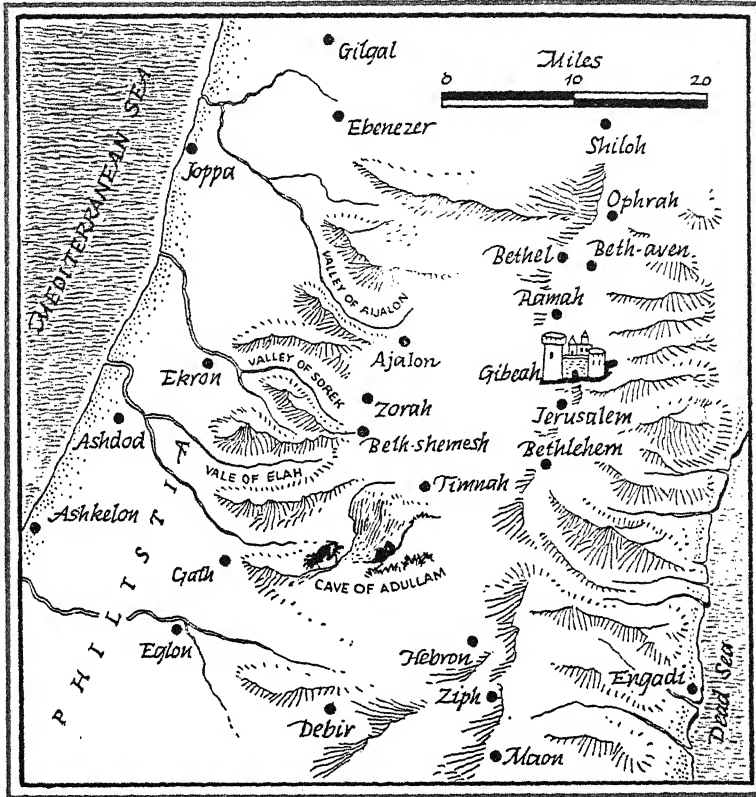 Gilgal
Miles
0 10 20
MEDITERRANEAN SEA
Ebenezer
Shiloh
Joppa
Ophrah
Bethel
Beth-aven
VALLEY OF AIJALON
Ramah
Ajalon
Ekron
VALLEY OF SOREK
Gibeah
Zorah
Jerusalem
Ashdod
Beth-shemesh
Bethlehem
VALE OF ELAH
Timnah
Ashkelon
Gath
CAVE OF ADULLAM
PHILISTIA
Eglon
Hebron
Engadi
Ziph
Debir
Dead Sea
Maon